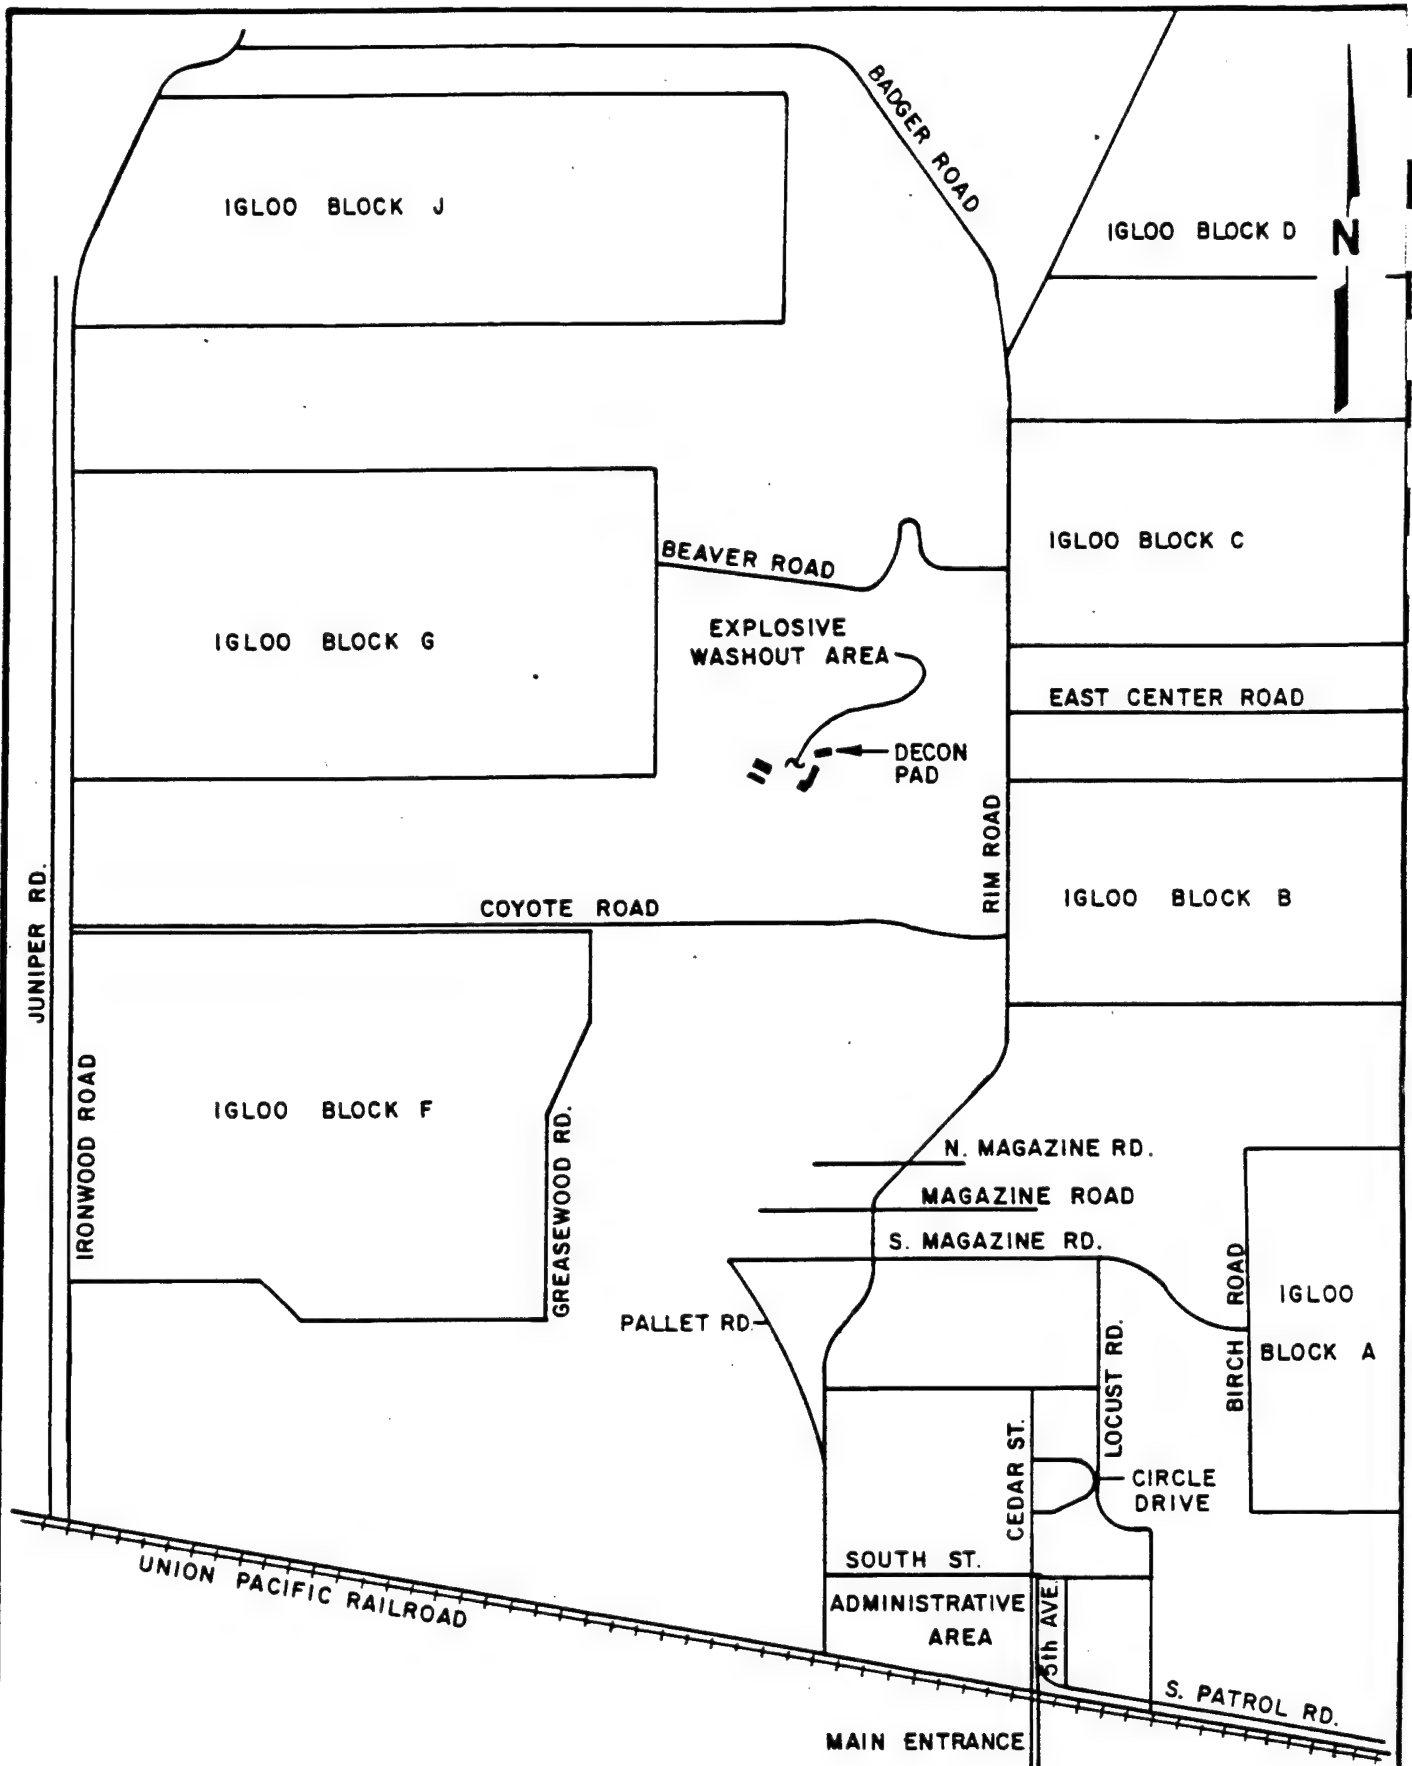 BADGER ROAD
IGLOO BLOCK J
IGLOO BLOCK D
N
BEAVER ROAD
IGLOO BLOCK C
EXPLOSIVE
WASHOUT AREA
IGLOO BLOCK G
EAST CENTER ROAD
DECON
PAD
RIM ROAD
JUNIPER RD.
COYOTE ROAD
IGLOO BLOCK B
IRONWOOD ROAD
IGLOO BLOCK F
GREASEWOOD RD.
N. MAGAZINE RD.
MAGAZINE ROAD
S. MAGAZINE RD.
PALLET RD.
BIRCH ROAD
IGLOO
BLOCK A
LOCUST RD.
CEDAR ST.
CIRCLE
DRIVE
SOUTH ST.
UNION PACIFIC RAILROAD
ADMINISTRATIVE
AREA
5th AVE.
S. PATROL RD.
MAIN ENTRANCE